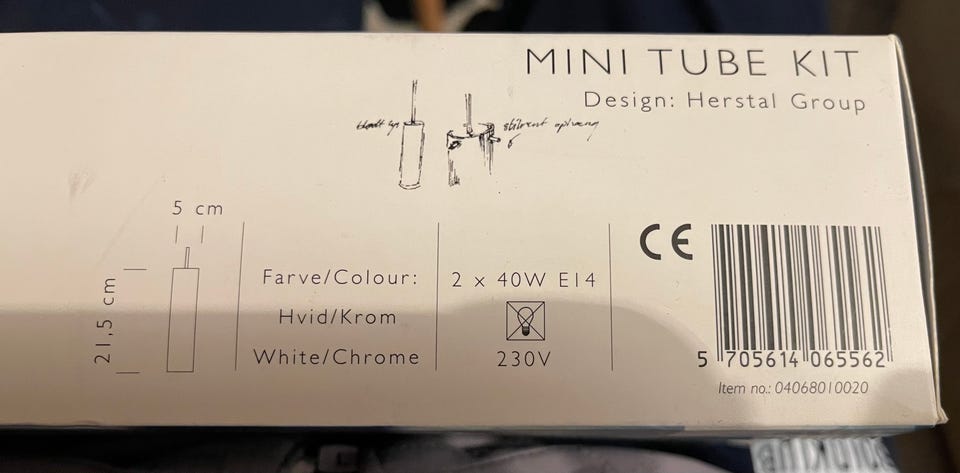 MINI TUBE KIT
Design: Herstal Group
5 cm
21,5 cm
Farve/Colour:
Hvid/Krom
White/Chrome
2 x 40W E14
230V
CE
5 705614 065562
Item no.: 04068010020